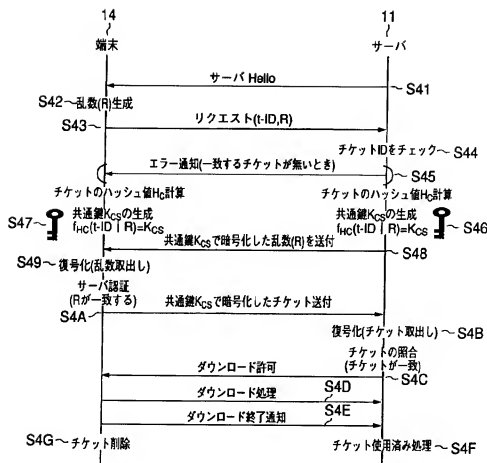 14
端末
11
サーバ
サーバ Hello
S41
S42
乱数(R)生成
S43
リクエスト(t-ID,R)
チケットIDをチェック
S44
エラー通知(一致するチケットが無いとき)
S45
チケットのハッシュ値HC計算
チケットのハッシュ値HC計算
S47
共通鍵KCSの生成
fHC(t-ID | R)=KCS
共通鍵KCSの生成
fHC(t-ID | R)=KCS
S46
共通鍵KCSで暗号化した乱数(R)を送付
S48
S49
復号化(乱数取出し)
サーバ認証
(Rが一致する)
S4A
共通鍵KCSで暗号化したチケット送付
復号化(チケット取出し)
S4B
チケットの照合
(チケットが一致)
ダウンロード許可
S4C
ダウンロード処理
S4D
ダウンロード終了通知
S4E
S4G
チケット削除
チケット使用済み処理
S4F